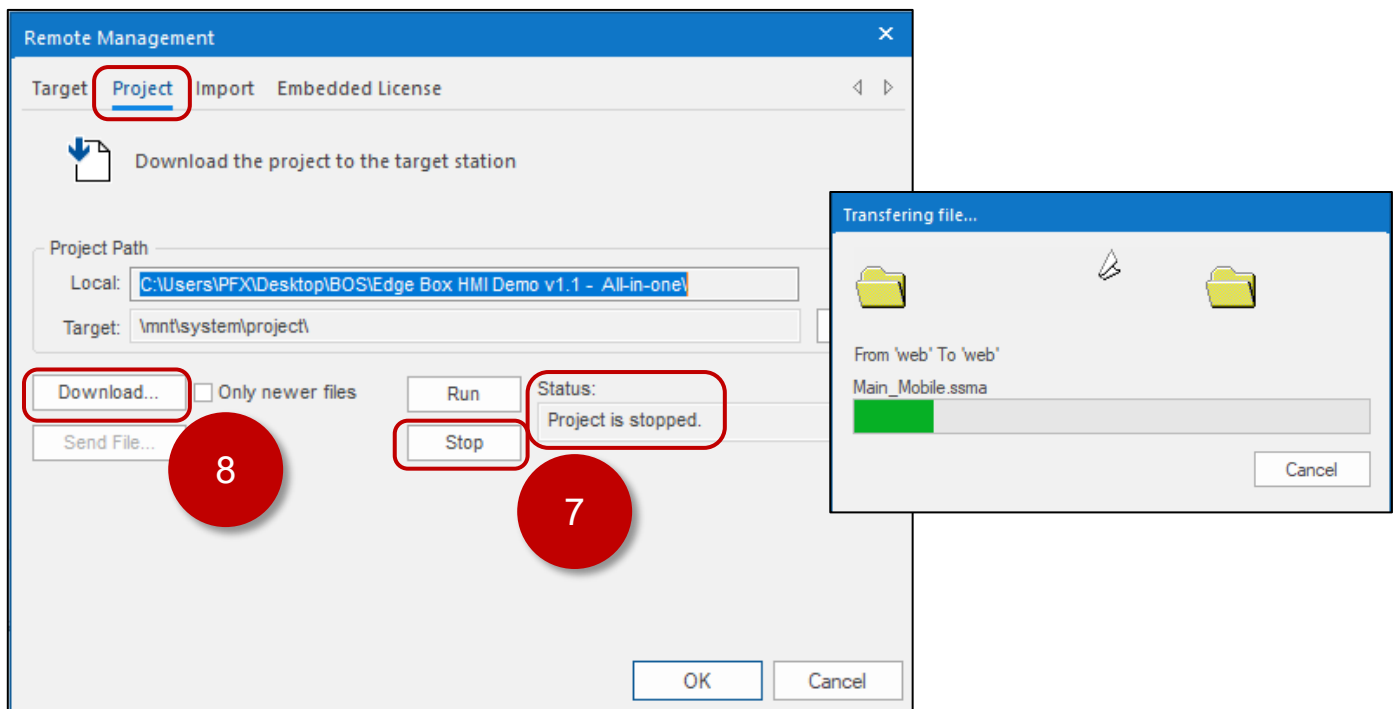 Remote Management
Target Project Import Embedded License
Download the project to the target station
Project Path
Local: C:\Users\PFX\Desktop\BOS\Edge Box HMI Demo v1.1 -  All-in-one\
Target: \mnt\system\project\
Download... Only newer files Run Status:
Project is stopped.
Send File... Stop
8
7
OK Cancel
Transfering file...
From 'web' To 'web'
Main_Mobile.ssma
Cancel